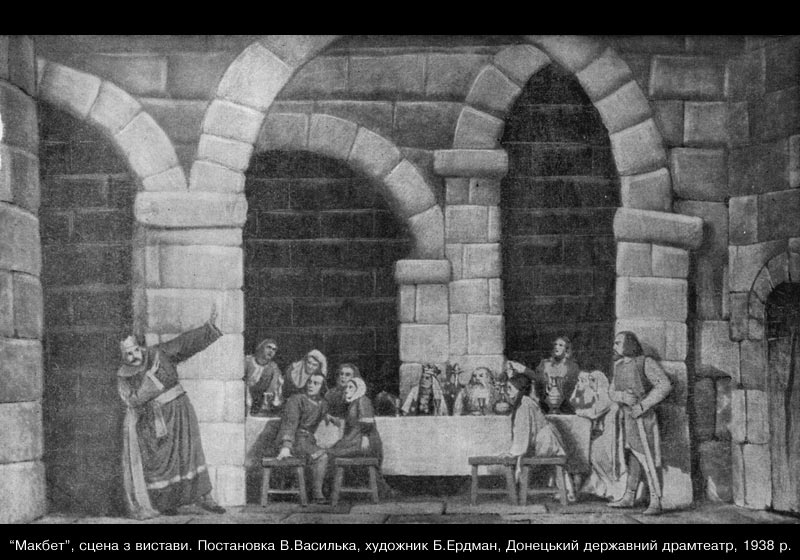 “Макбет”, сцена з вистави. Постановка В.Василька, художник Б.Ердман, Донецький державний драмтеатр, 1938 р.